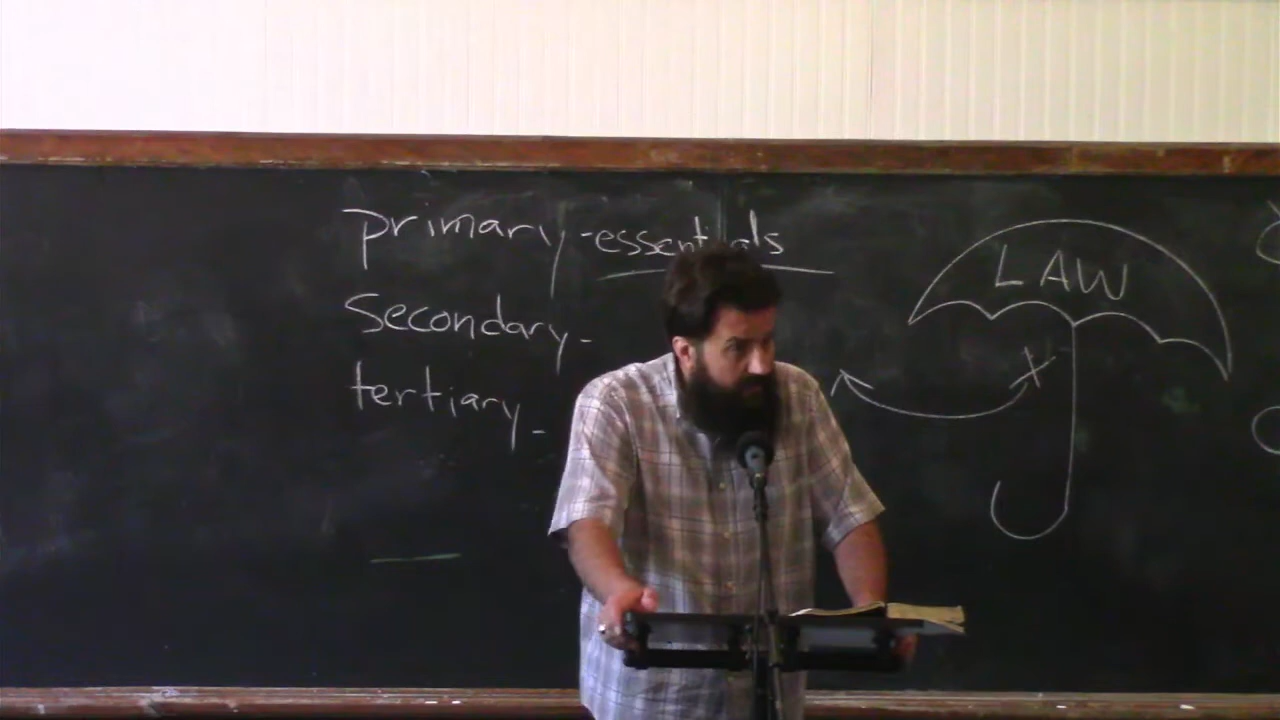 primary - essentials
secondary -
tertiary -
LAW